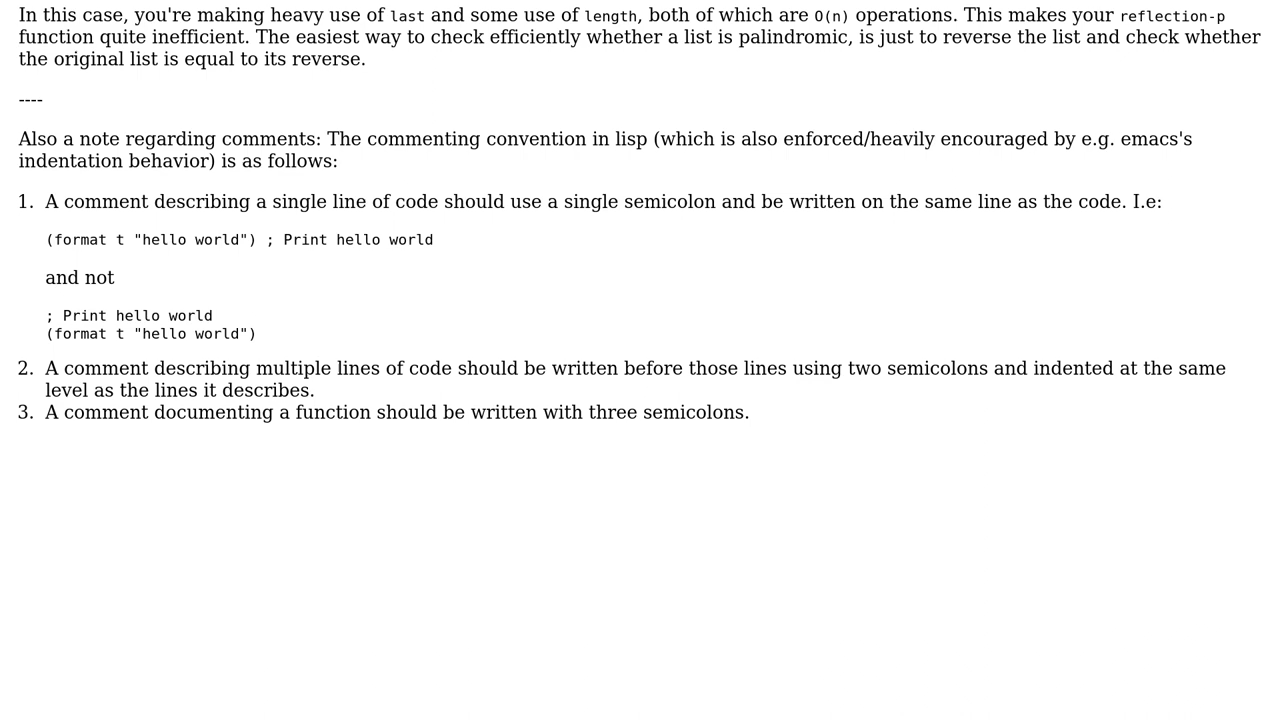 In this case, you're making heavy use of last and some use of length, both of which are O(n) operations. This makes your reflection-p
function quite inefficient. The easiest way to check efficiently whether a list is palindromic, is just to reverse the list and check whether
the original list is equal to its reverse.
----
Also a note regarding comments: The commenting convention in lisp (which is also enforced/heavily encouraged by e.g. emacs's
indentation behavior) is as follows:
1. A comment describing a single line of code should use a single semicolon and be written on the same line as the code. I.e:
(format t "hello world") ; Print hello world
and not
; Print hello world
(format t "hello world")
2. A comment describing multiple lines of code should be written before those lines using two semicolons and indented at the same
level as the lines it describes.
3. A comment documenting a function should be written with three semicolons.